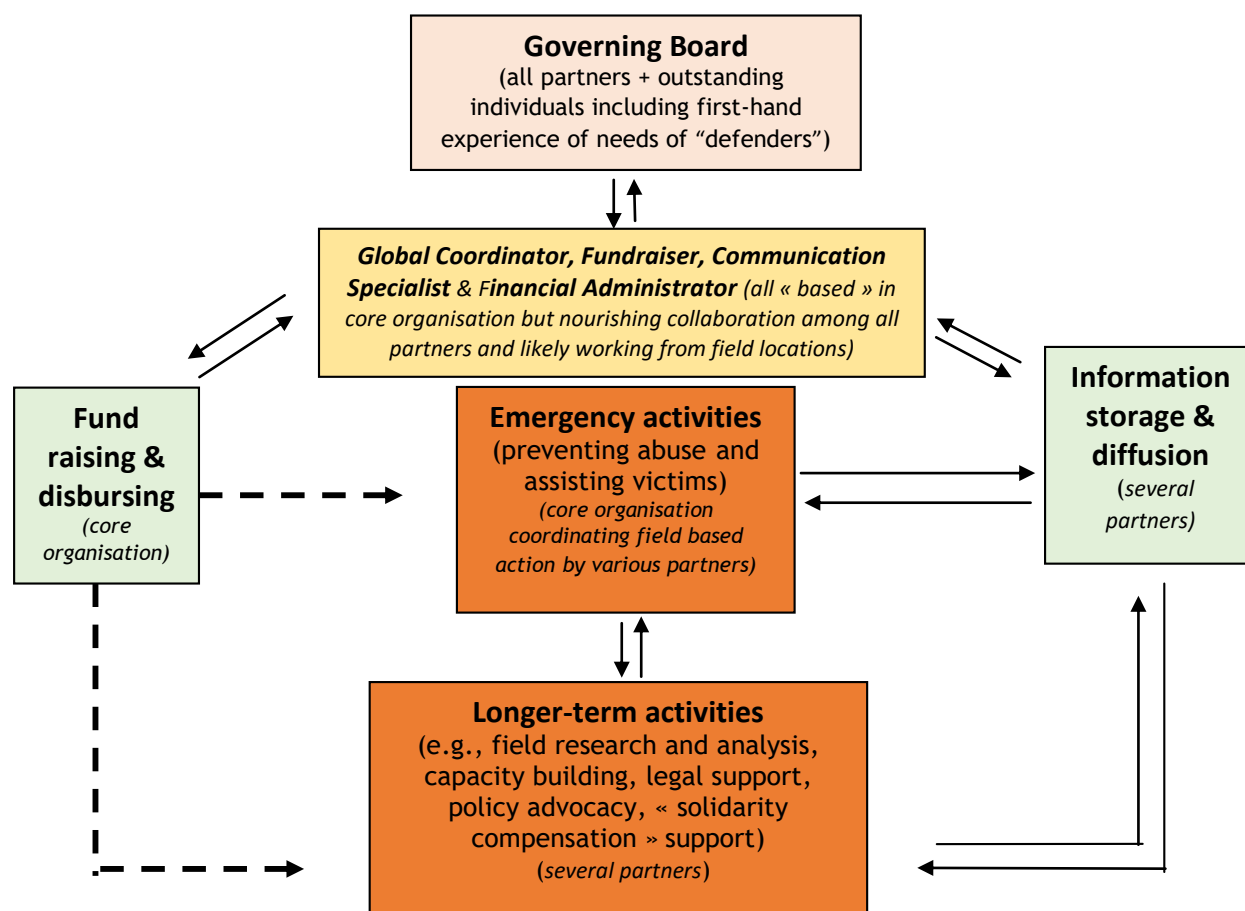 Governing Board
(all partners + outstanding
individuals including first-hand
experience of needs of “defenders”)
Global Coordinator, Fundraiser, Communication
Specialist & Financial Administrator (all « based » in
core organisation but nourishing collaboration among all
partners and likely working from field locations)
Fund
raising &
disbursing
(core
organisation)
Emergency activities
(preventing abuse and
assisting victims)
(core organisation
coordinating field based
action by various partners)
Information
storage &
diffusion
(several
partners)
Longer-term activities
(e.g., field research and analysis,
capacity building, legal support,
policy advocacy, « solidarity
compensation » support)
(several partners)